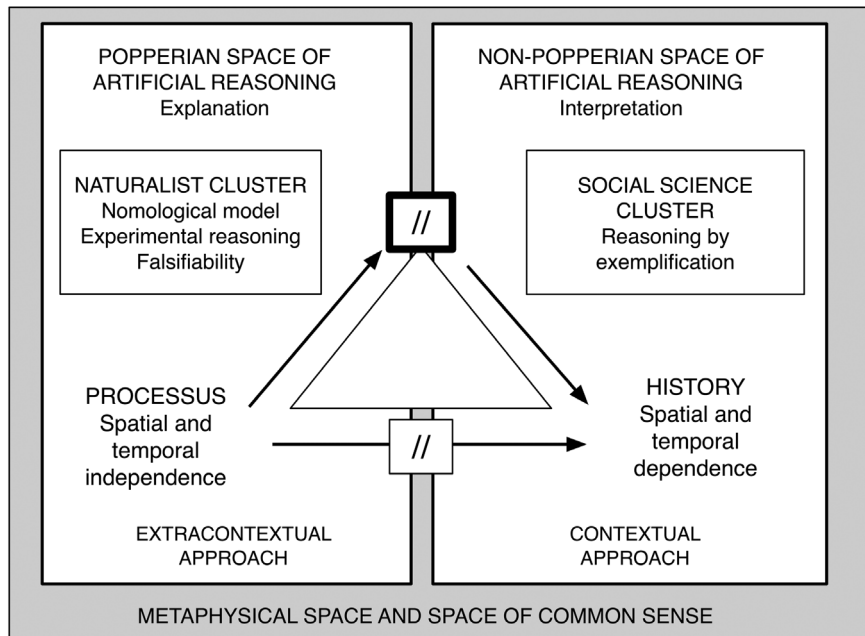 POPPERIAN SPACE OF
ARTIFICIAL REASONING
Explanation
NATURALIST CLUSTER
Nomological model
Experimental reasoning
Falsifiability
PROCESSUS
Spatial and
temporal
independence
EXTRACONTEXTUAL
APPROACH
//
//
NON-POPPERIAN SPACE OF
ARTIFICIAL REASONING
Interpretation
SOCIAL SCIENCE
CLUSTER
Reasoning by
exemplification
HISTORY
Spatial and
temporal
dependence
CONTEXTUAL
APPROACH
METAPHYSICAL SPACE AND SPACE OF COMMON SENSE